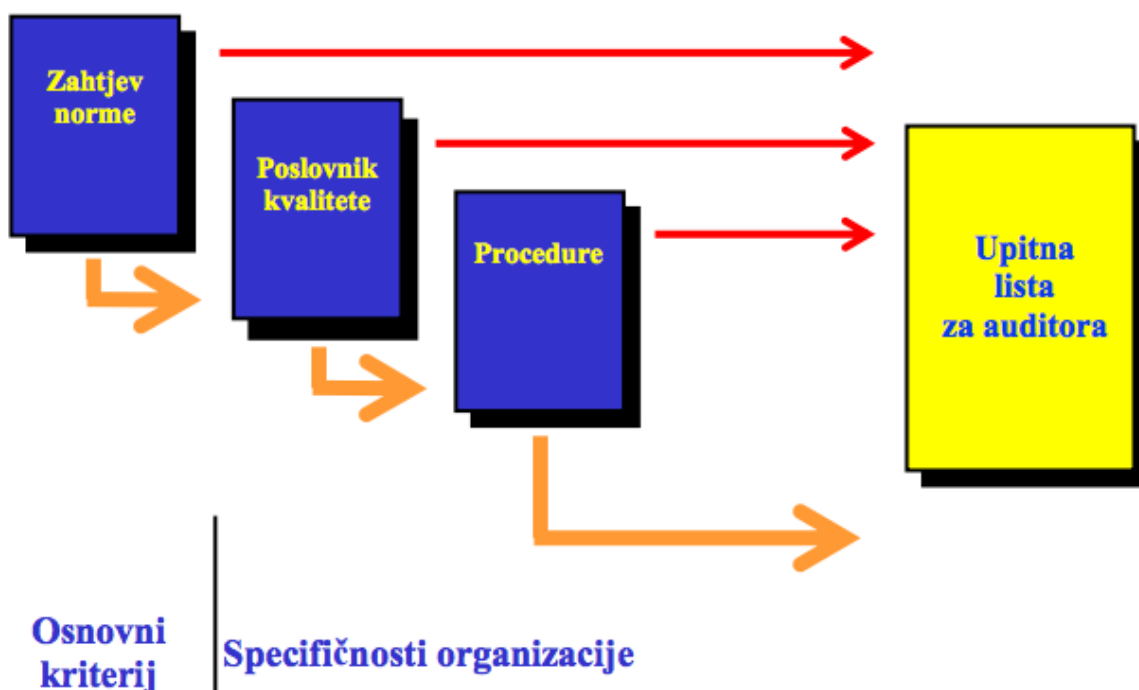 Zahtjev
norme
Poslovnik
kvalitete
Procedure
Upitna
lista
za auditora
Osnovni
kriterij
Specifičnosti organizacije